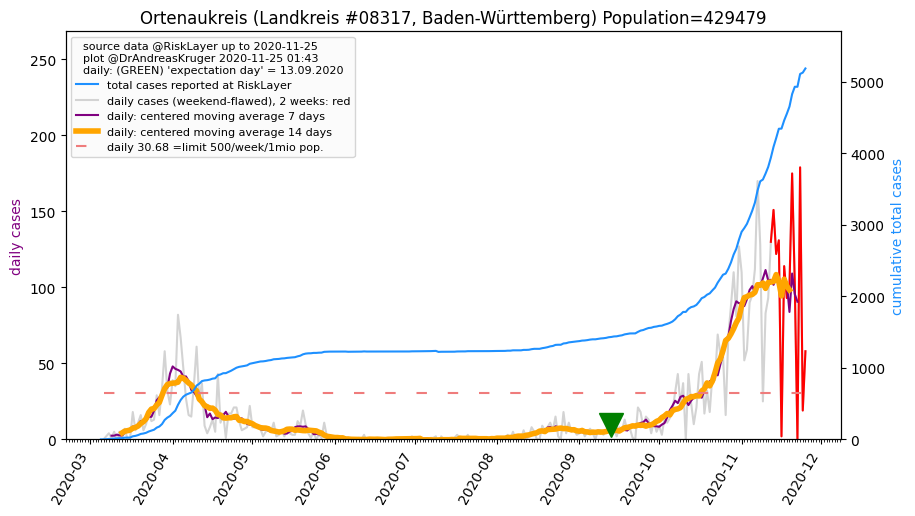 Ortenaukreis (Landkreis #08317, Baden-Württemberg) Population=429479
source data @RiskLayer up to 2020-11-25
plot @DrAndreasKruger 2020-11-25 01:43
daily: (GREEN) 'expectation day' = 13.09.2020
total cases reported at RiskLayer
daily cases (weekend-flawed), 2 weeks: red
daily: centered moving average 7 days
daily: centered moving average 14 days
daily 30.68 =limit 500/week/1mio pop.
daily cases
250
200
150
100
50
0
cumulative total cases
5000
4000
3000
2000
1000
0
2020-03
2020-04
2020-05
2020-06
2020-07
2020-08
2020-09
2020-10
2020-11
2020-12